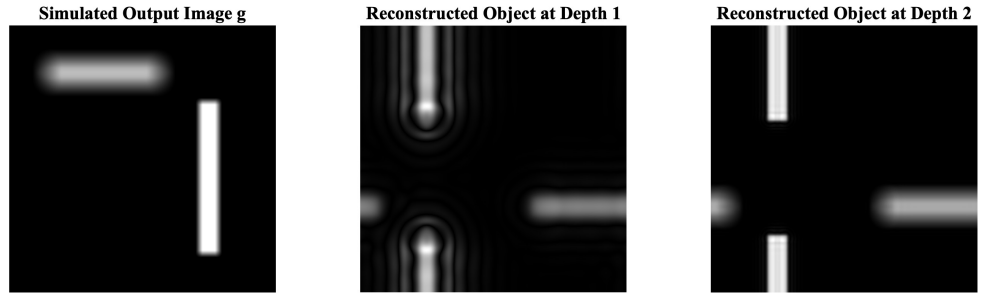 Simulated Output Image g
Reconstructed Object at Depth 1
Reconstructed Object at Depth 2